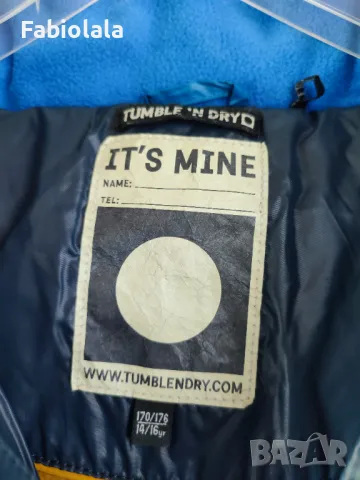 Fabiolala
TUMBLE 'N DRY
IT'S MINE
NAME:
TEL:
WWW.TUMBLENDRY.COM
170/176
14/16yr
BAZAR